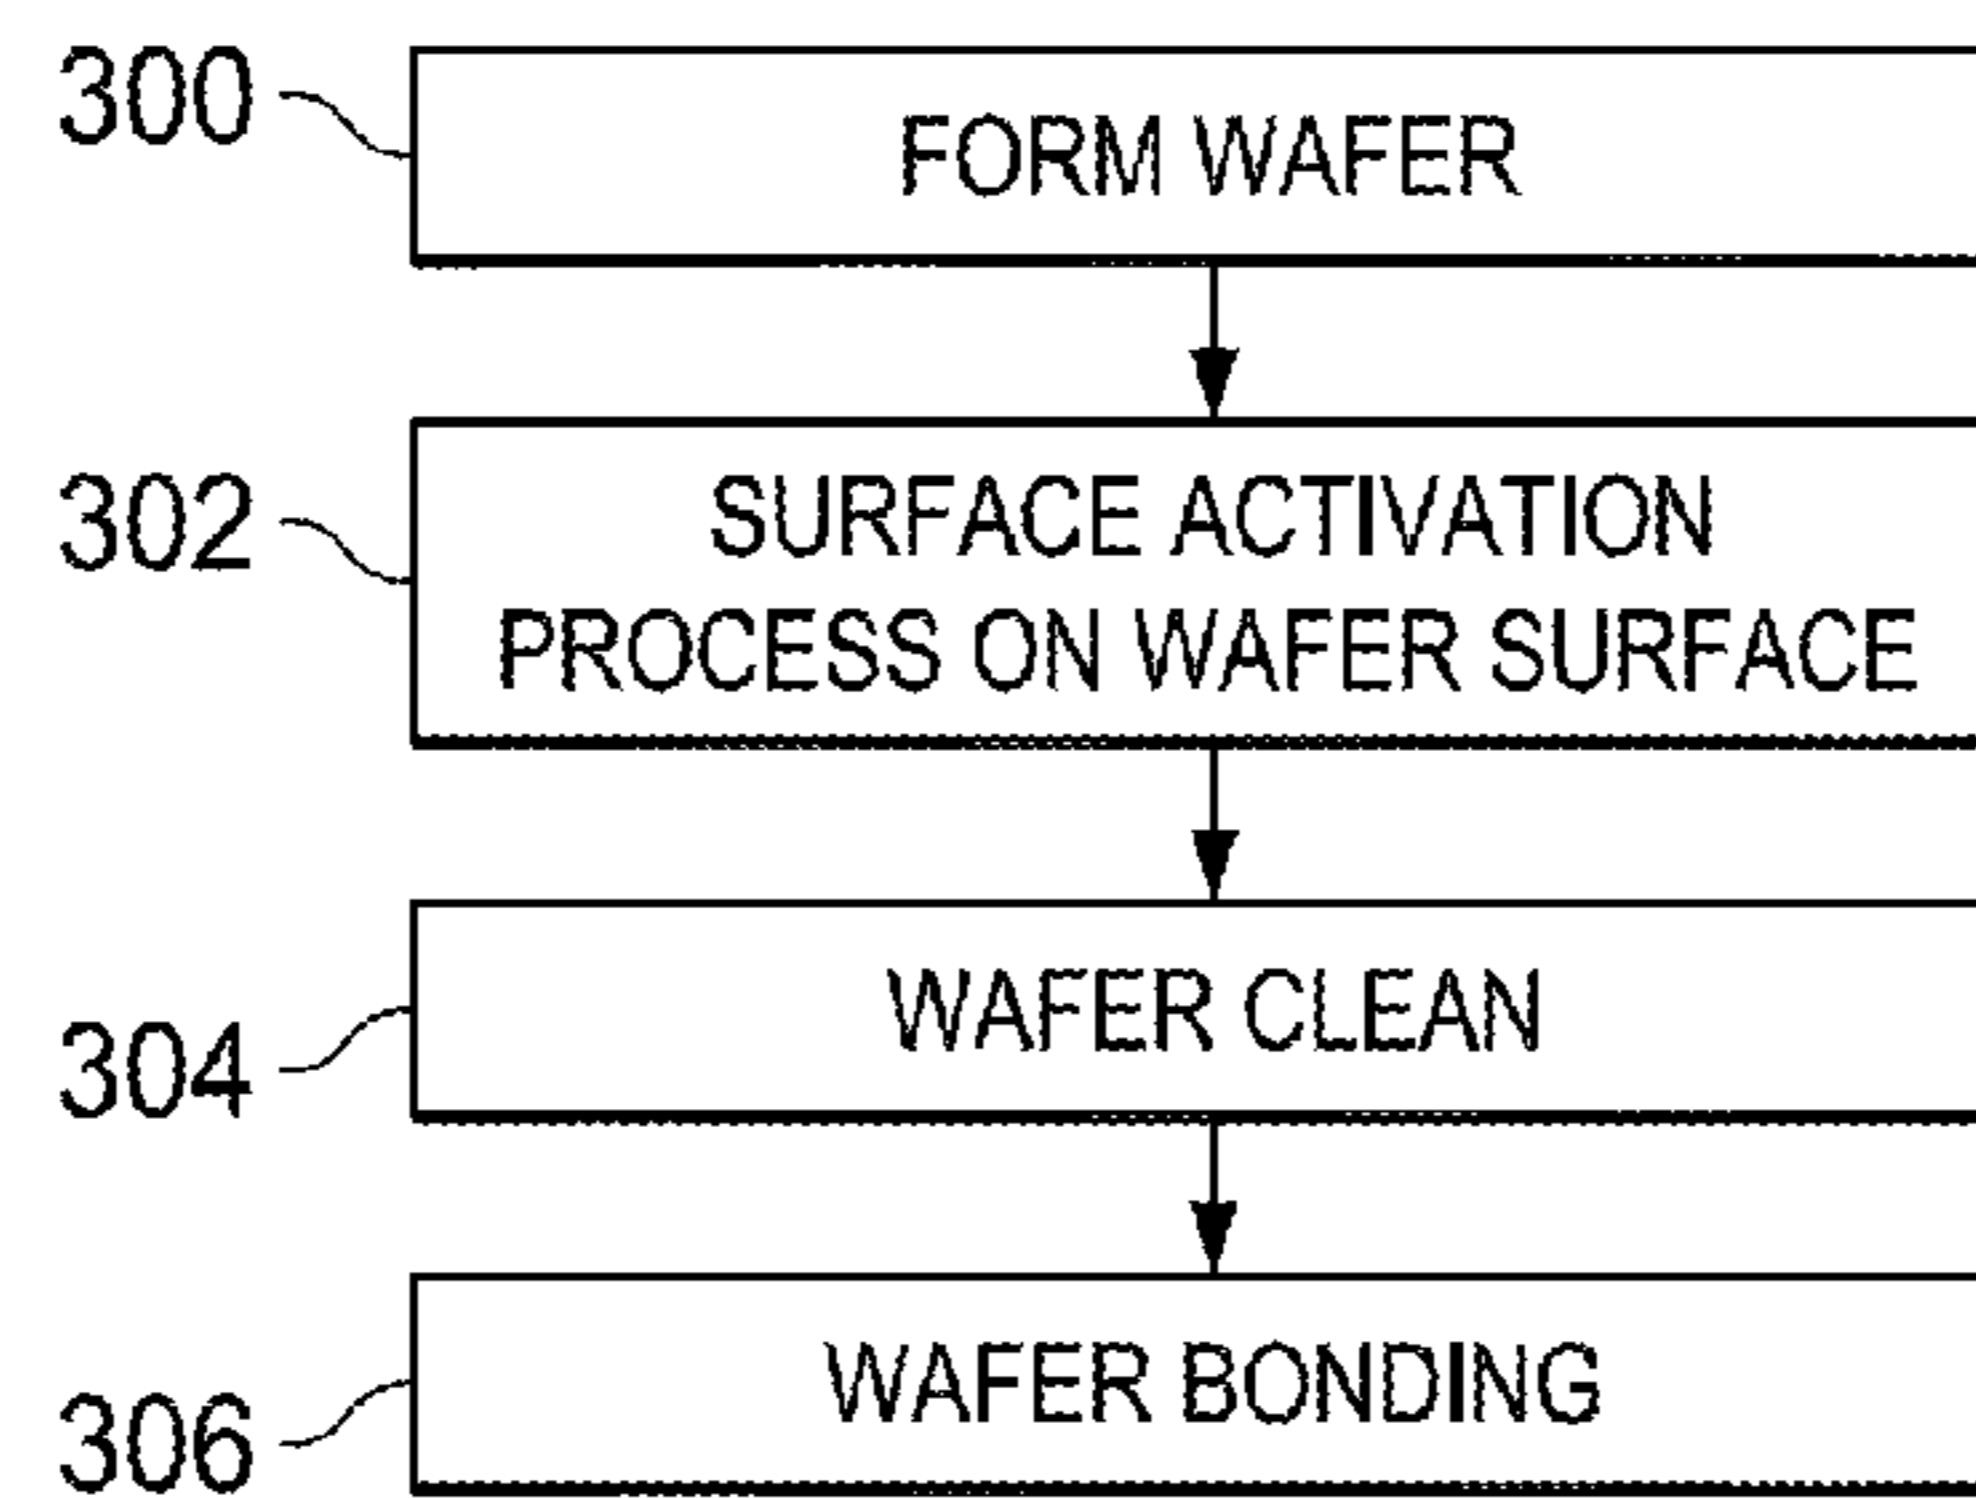 300
FORM WAFER
302
SURFACE ACTIVATION
PROCESS ON WAFER SURFACE
304
WAFER CLEAN
306
WAFER BONDING